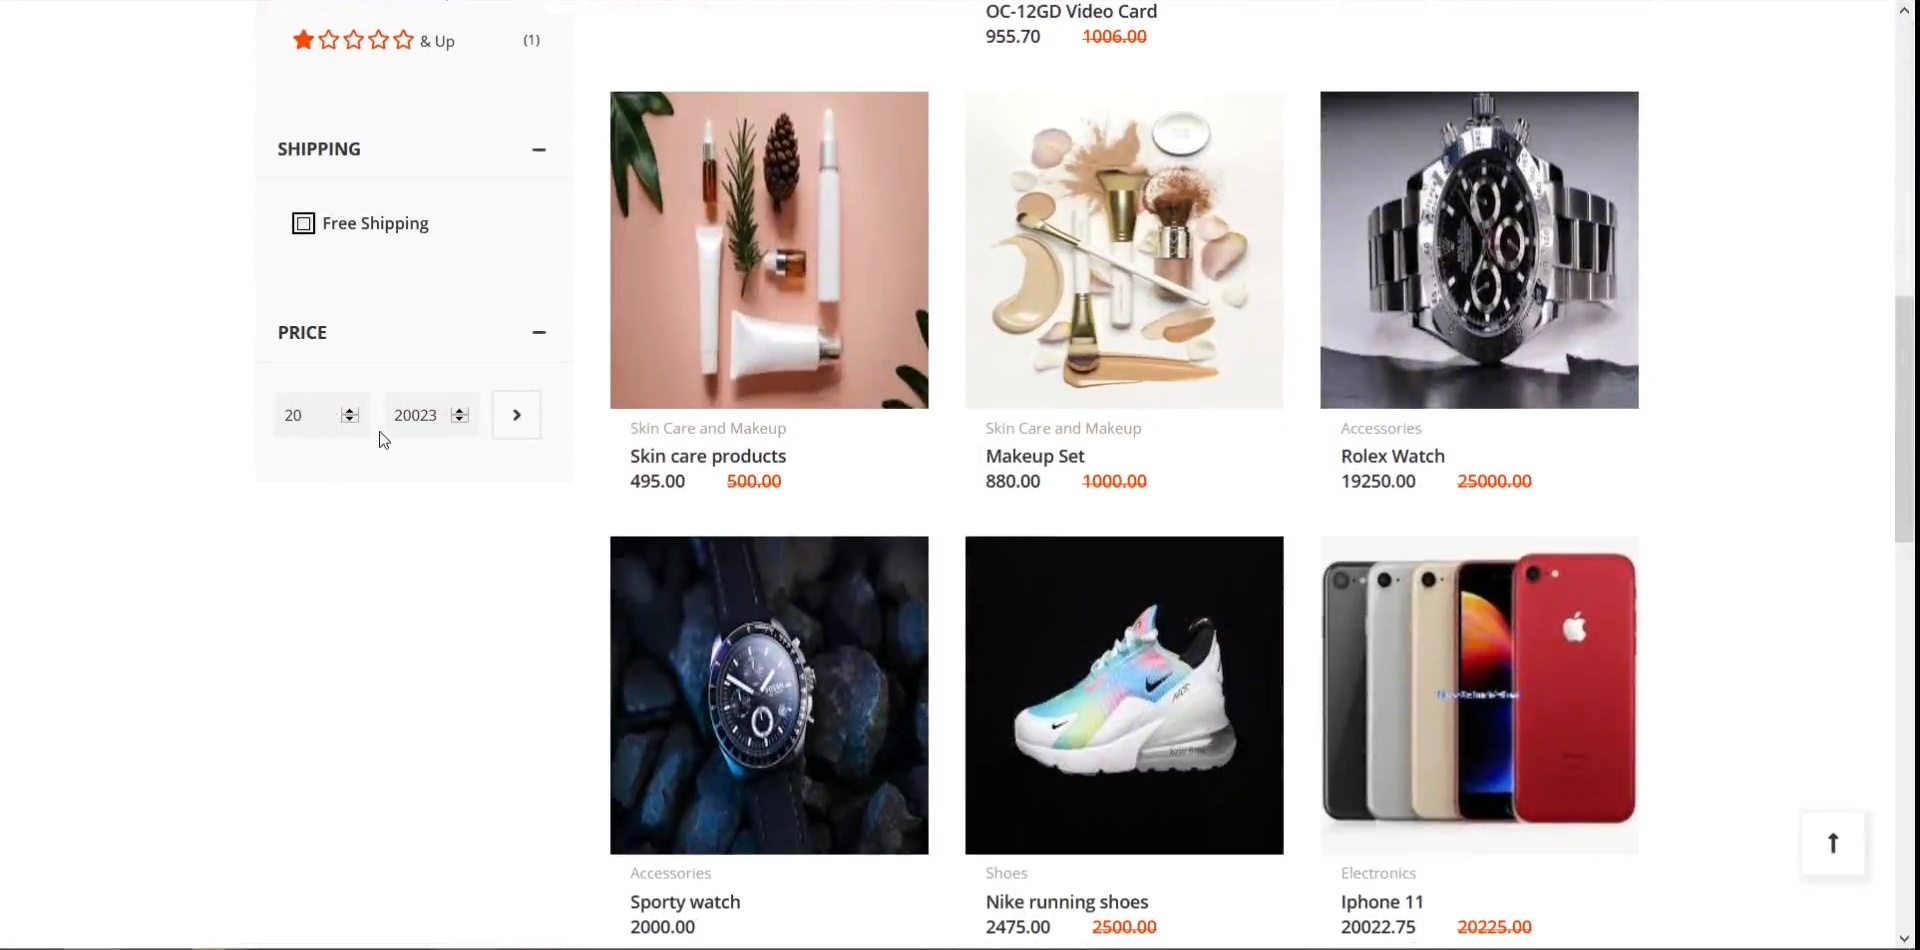 OC-12GD Video Card
955.70 1006.00
& Up (1)
SHIPPING
Free Shipping
PRICE
20 20023
Skin Care and Makeup
Skin care products
495.00 500.00
Skin Care and Makeup
Makeup Set
880.00 1000.00
Accessories
Rolex Watch
19250.00 25000.00
Accessories
Sporty watch
2000.00
Shoes
Nike running shoes
2475.00 2500.00
Electronics
Iphone 11
20022.75 20225.00